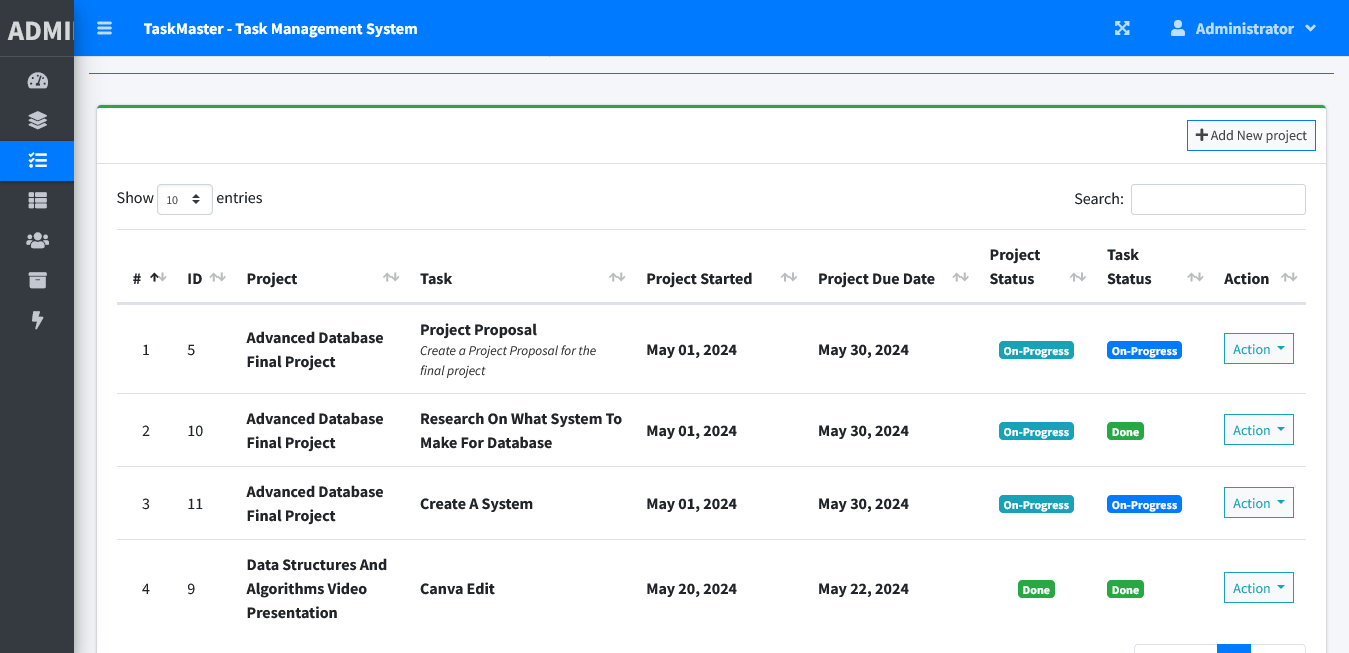 ADMI
TaskMaster - Task Management System
Administrator
Add New project
Show 10 entries
Search:
# ID Project Task Project Started Project Due Date Project Status Task Status Action
1 5 Advanced Database Final Project Project Proposal May 01, 2024 May 30, 2024 On-Progress On-Progress Action
Create a Project Proposal for the
final project
2 10 Advanced Database Final Project Research On What System To Make For Database May 01, 2024 May 30, 2024 On-Progress Done Action
3 11 Advanced Database Final Project Create A System May 01, 2024 May 30, 2024 On-Progress On-Progress Action
4 9 Data Structures And Algorithms Video Presentation Canva Edit May 20, 2024 May 22, 2024 Done Done Action